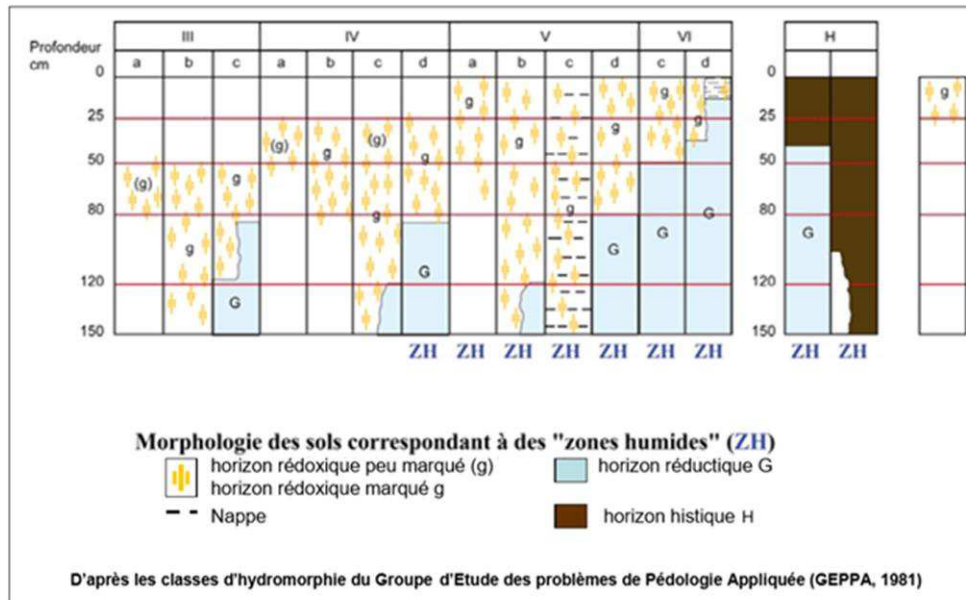 III IV V VI H
Profondeur
cm
a b c a b c d a b c d c d
0 0
g g g g
25 25
(g) g (g) g g g g
50 50
(g) g g G
80 80
g g g G G G
120 120
G G
150 150
ZH ZH ZH ZH ZH ZH ZH ZH ZH
Morphologie des sols correspondant à des "zones humides" (ZH)
horizon rédoxique peu marqué (g) horizon réductique G
horizon rédoxique marqué g
Nappe horizon histique H
D'après les classes d'hydromorphie du Groupe d'Etude des problèmes de Pédologie Appliquée (GEPPA, 1981)